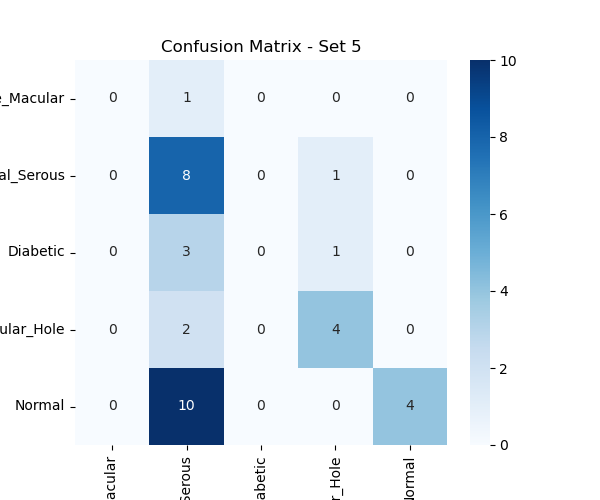 Confusion Matrix - Set 5
e_Macular 0 1 0 0 0
al_Serous 0 8 0 1 0
Diabetic 0 3 0 1 0
ular_Hole 0 2 0 4 0
Normal 0 10 0 0 4
acular Serous abetic r_Hole ormal
10
8
6
4
2
0